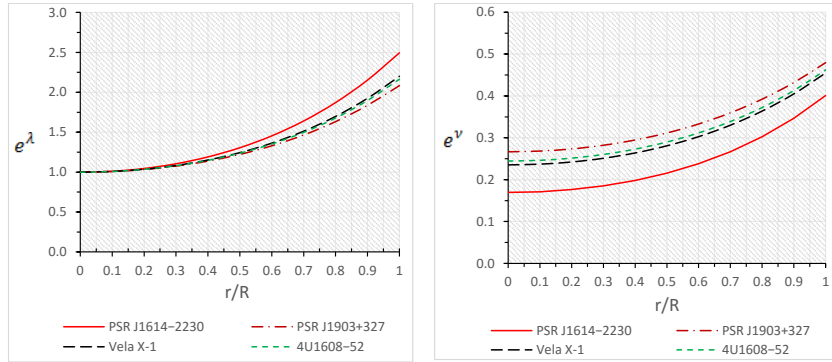 3.0
2.5
2.0
1.5
1.0
0.5
0.0
e^λ
0 0.1 0.2 0.3 0.4 0.5 0.6 0.7 0.8 0.9 1
r/R
PSR J1614−2230 PSR J1903+327
Vela X-1 4U1608−52
0.6
0.5
0.4
0.3
0.2
0.1
0.0
e^ν
0 0.1 0.2 0.3 0.4 0.5 0.6 0.7 0.8 0.9 1
r/R
PSR J1614−2230 PSR J1903+327
Vela X-1 4U1608−52